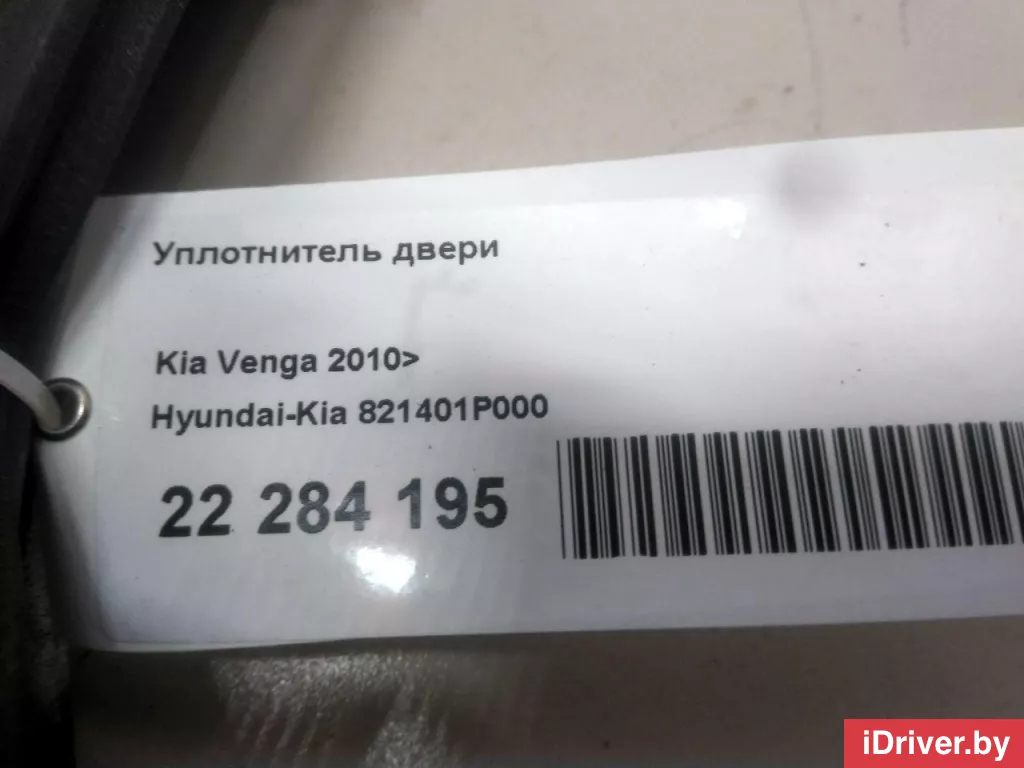 Уплотнитель двери
Kia Venga 2010>
Hyundai-Kia 821401P000
22 284 195
iDriver.by